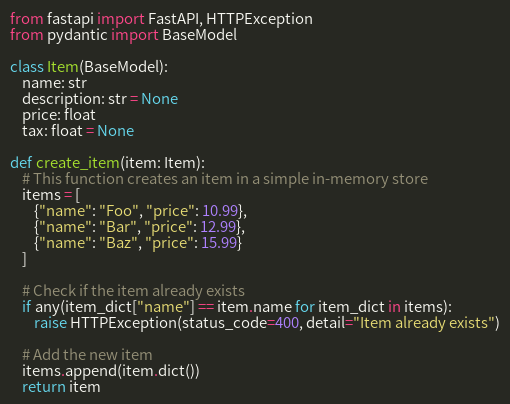 from fastapi import FastAPI, HTTPException
from pydantic import BaseModel

class Item(BaseModel):
    name: str
    description: str = None
    price: float
    tax: float = None

def create_item(item: Item):
    # This function creates an item in a simple in-memory store
    items = [
        {"name": "Foo", "price": 10.99},
        {"name": "Bar", "price": 12.99},
        {"name": "Baz", "price": 15.99}
    ]

    # Check if the item already exists
    if any(item_dict["name"] == item.name for item_dict in items):
        raise HTTPException(status_code=400, detail="Item already exists")

    # Add the new item
    items.append(item.dict())
    return item